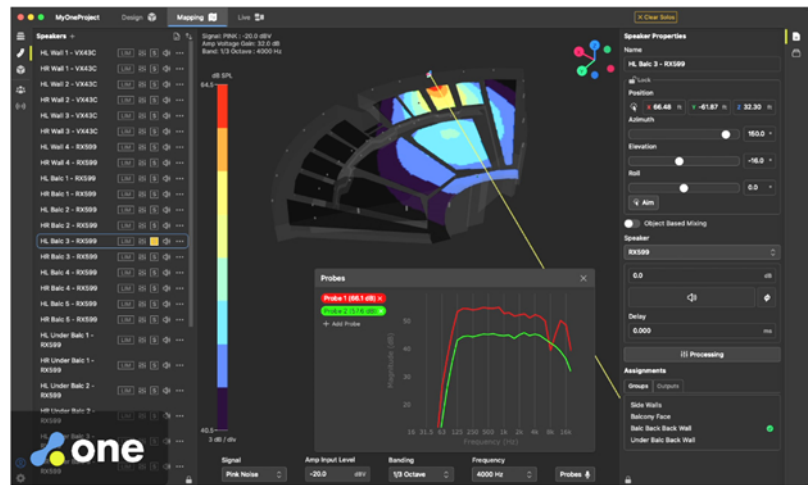 MyOneProject
Design
Mapping
Live
× Clear Solos
Speakers +
HL Wall 1 - VX43C
HR Wall 1 - VX43C
HL Wall 2 - VX43C
HR Wall 2 - VX43C
HL Wall 3 - VX43C
HR Wall 3 - VX43C
HL Wall 4 - RX599
HR Wall 4 - RX599
HL Balc 1 - RX599
HR Balc 1 - RX599
HL Balc 2 - RX599
HR Balc 2 - RX599
HL Balc 3 - RX599
HR Balc 3 - RX599
HL Balc 4 - RX599
HR Balc 4 - RX599
HL Balc 5 - RX599
HR Balc 5 - RX599
HL Under Balc 1 -
RX599
HR Under Balc 1 -
RX599
HL Under Balc 2 -
RX599
HR Under Balc 2 -
one
Signal: PINK : -20.0 dBV
Amp Voltage Gain: 32.0 dB
Band: 1/3 Octave : 4000 Hz
dB SPL
64.5
40.5
3 dB / div
Probes
Probe 1 (66.1 dB) ×
Probe 2 (57.6 dB) ×
+ Add Probe
Magnitude (dB)
50
40
30
20
16 31.5 63 125 250 500 1k 2k 4k 8k 16k
Frequency (Hz)
Signal
Pink Noise
Amp Input Level
-20.0 dBV
Banding
1/3 Octave
Frequency
4000 Hz
Probes
Speaker Properties
Name
HL Balc 3 - RX599
Lock
Position
X 66.48 ft Y -61.87 ft Z 32.30 ft
Azimuth
150.0 °
Elevation
-16.0 °
Roll
0.0 °
Aim
Object Based Mixing
Speaker
RX599
0.0 dB
Delay
0.000 ms
Processing
Assignments
Groups
Outputs
Side Walls
Balcony Face
Balc Back Back Wall
Under Balc Back Wall